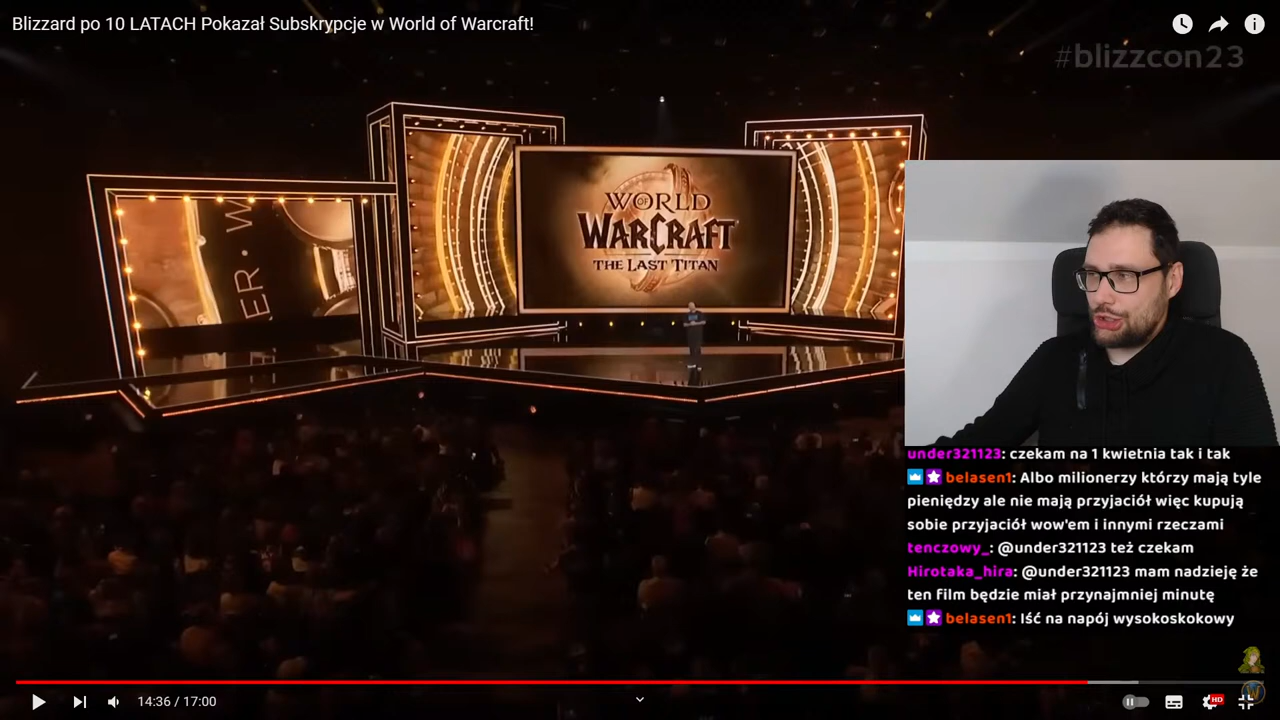 Blizzard po 10 LATACH Pokazał Subskrypcje w World of Warcraft!
#blizzcon23
WORLD
OF
WARCRAFT
THE LAST TITAN
ER • W
under321123: czekam na 1 kwietnia tak i tak
belasen1: Albo milionerzy którzy mają tyle
pieniędzy ale nie mają przyjaciół więc kupują
sobie przyjaciół wow'em i innymi rzeczami
tenczowy_: @under321123 też czekam
Hirotaka_hira: @under321123 mam nadzieję że
ten film będzie miał przynajmniej minutę
belasen1: Iść na napój wysokoskokowy
14:36 / 17:00
HD